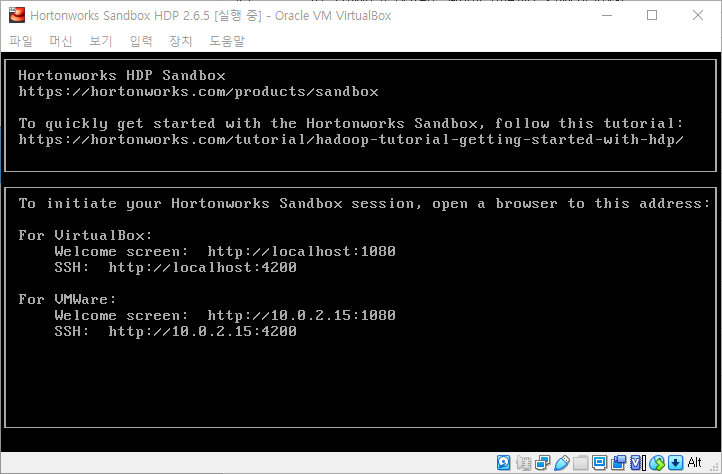 Hortonworks Sandbox HDP 2.6.5 [실행 중] - Oracle VM VirtualBox
파일 머신 보기 입력 장치 도움말
Hortonworks HDP Sandbox
https://hortonworks.com/products/sandbox
To quickly get started with the Hortonworks Sandbox, follow this tutorial:
https://hortonworks.com/tutorial/hadoop-tutorial-getting-started-with-hdp/
To initiate your Hortonworks Sandbox session, open a browser to this address:
For VirtualBox:
Welcome screen: http://localhost:1080
SSH: http://localhost:4200
For VMWare:
Welcome screen: http://10.0.2.15:1080
SSH: http://10.0.2.15:4200
Alt